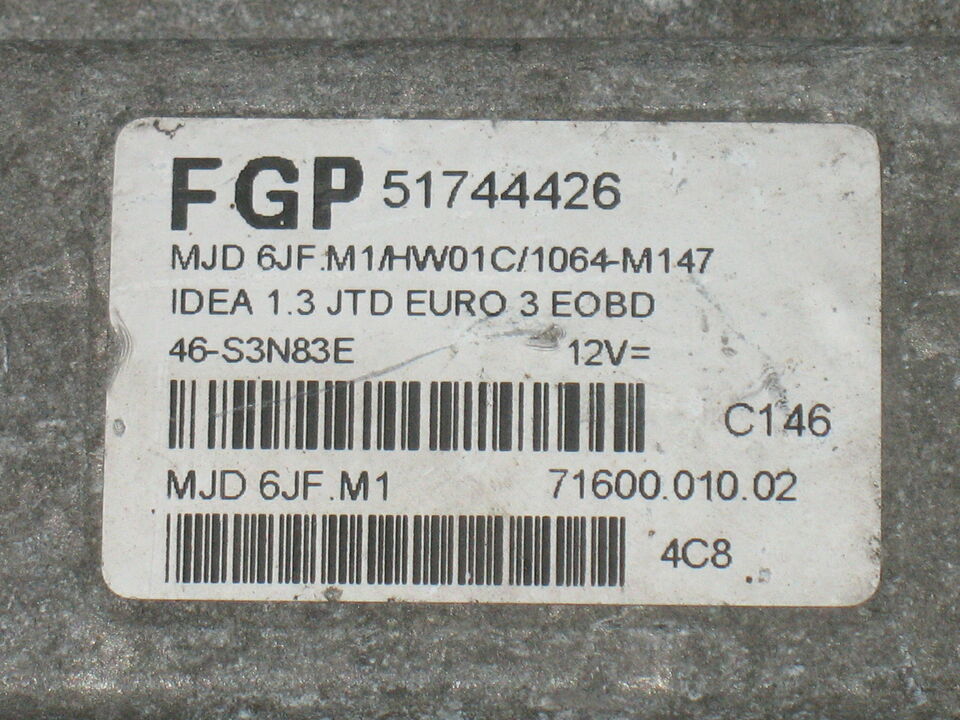 FGP 51744426
MJD 6JF.M1/HW01C/1064-M147
IDEA 1.3 JTD EURO 3 EOBD
46-S3N83E 12V=
C146
MJD 6JF.M1 71600.010.02
4C8